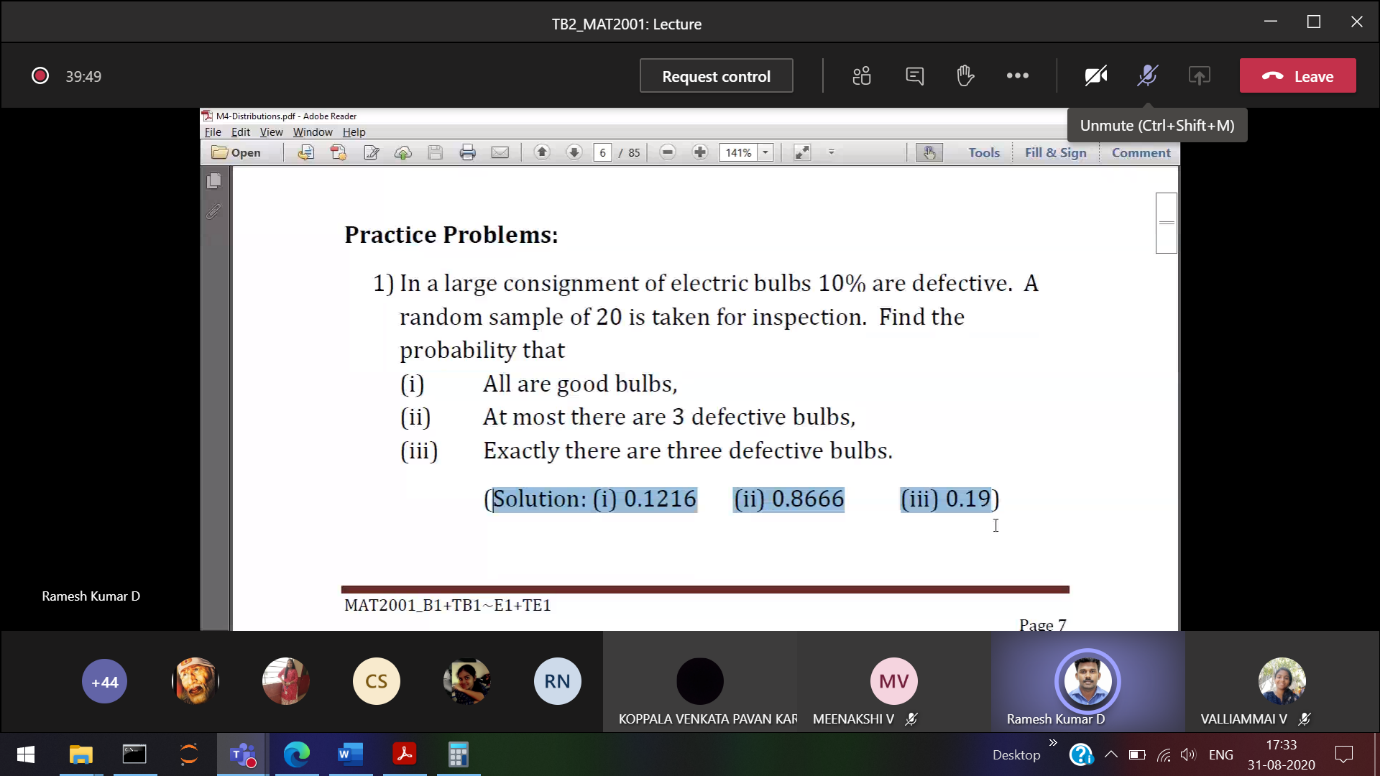 TB2_MAT2001: Lecture
39:49
Request control
Leave
Unmute (Ctrl+Shift+M)
M4-Distributions.pdf - Adobe Reader
File Edit View Window Help
Open 6 / 85 141% Tools Fill & Sign Comment
Practice Problems:
1) In a large consignment of electric bulbs 10% are defective. A
random sample of 20 is taken for inspection. Find the
probability that
(i) All are good bulbs,
(ii) At most there are 3 defective bulbs,
(iii) Exactly there are three defective bulbs.
(Solution: (i) 0.1216 (ii) 0.8666 (iii) 0.19)
Ramesh Kumar D
MAT2001_B1+TB1~E1+TE1
Page 7
+44
CS
RN
MV
KOPPALA VENKATA PAVAN KAR
MEENAKSHI V
Ramesh Kumar D
VALLIAMMAI V
Desktop
ENG
17:33
31-08-2020